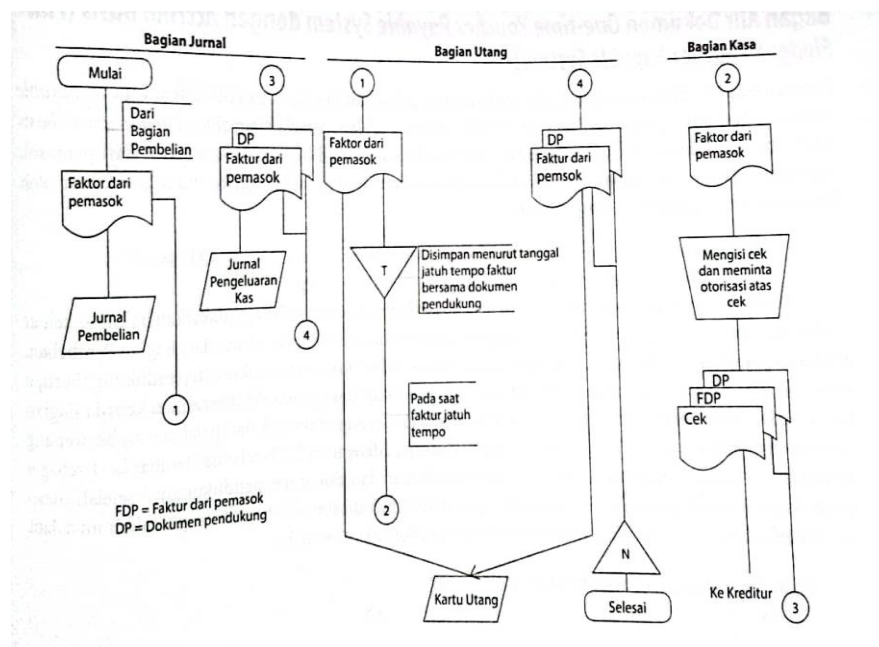 Bagian Jurnal
Bagian Utang
Bagian Kasa
Mulai
3
1
4
2
Dari
Bagian
Pembelian
Faktor dari
pemasok
Jurnal
Pembelian
1
DP
Faktur dari
pemasok
Jurnal
Pengeluaran
Kas
4
FDP = Faktur dari pemasok
DP = Dokumen pendukung
Faktor dari
pemasok
T
Disimpan menurut tanggal
jatuh tempo faktur
bersama dokumen
pendukung
Pada saat
faktur jatuh
tempo
2
Kartu Utang
DP
Faktur dari
pemsok
N
Selesai
Faktor dari
pemasok
Mengisi cek
dan meminta
otorisasi atas
cek
DP
FDP
Cek
Ke Kreditur
3